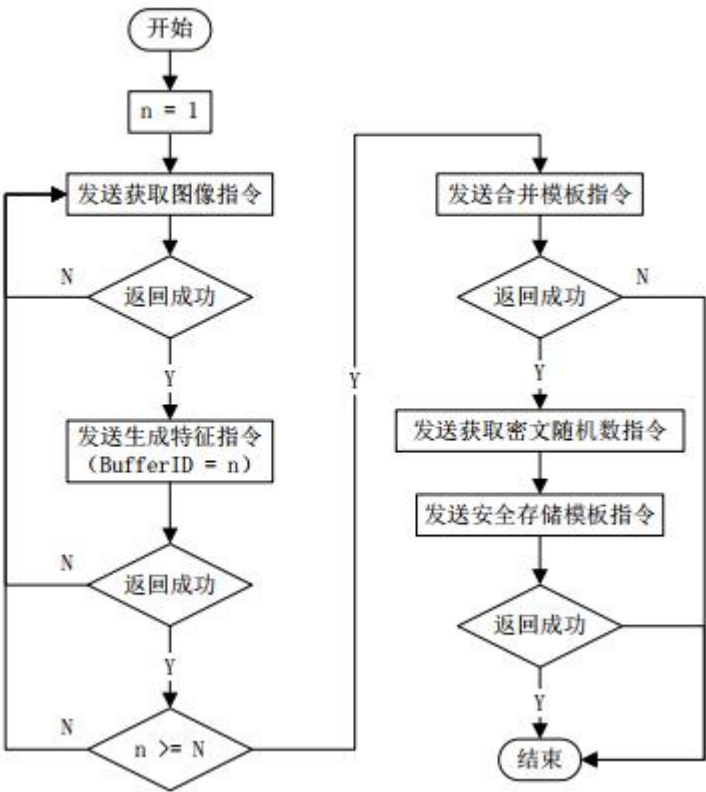 开始
n = 1
发送获取图像指令
N
返回成功
Y
发送生成特征指令
（BufferID = n）
N
返回成功
Y
N
n >= N
Y
发送合并模板指令
N
返回成功
Y
发送获取密文随机数指令
发送安全存储模板指令
返回成功
Y
结束